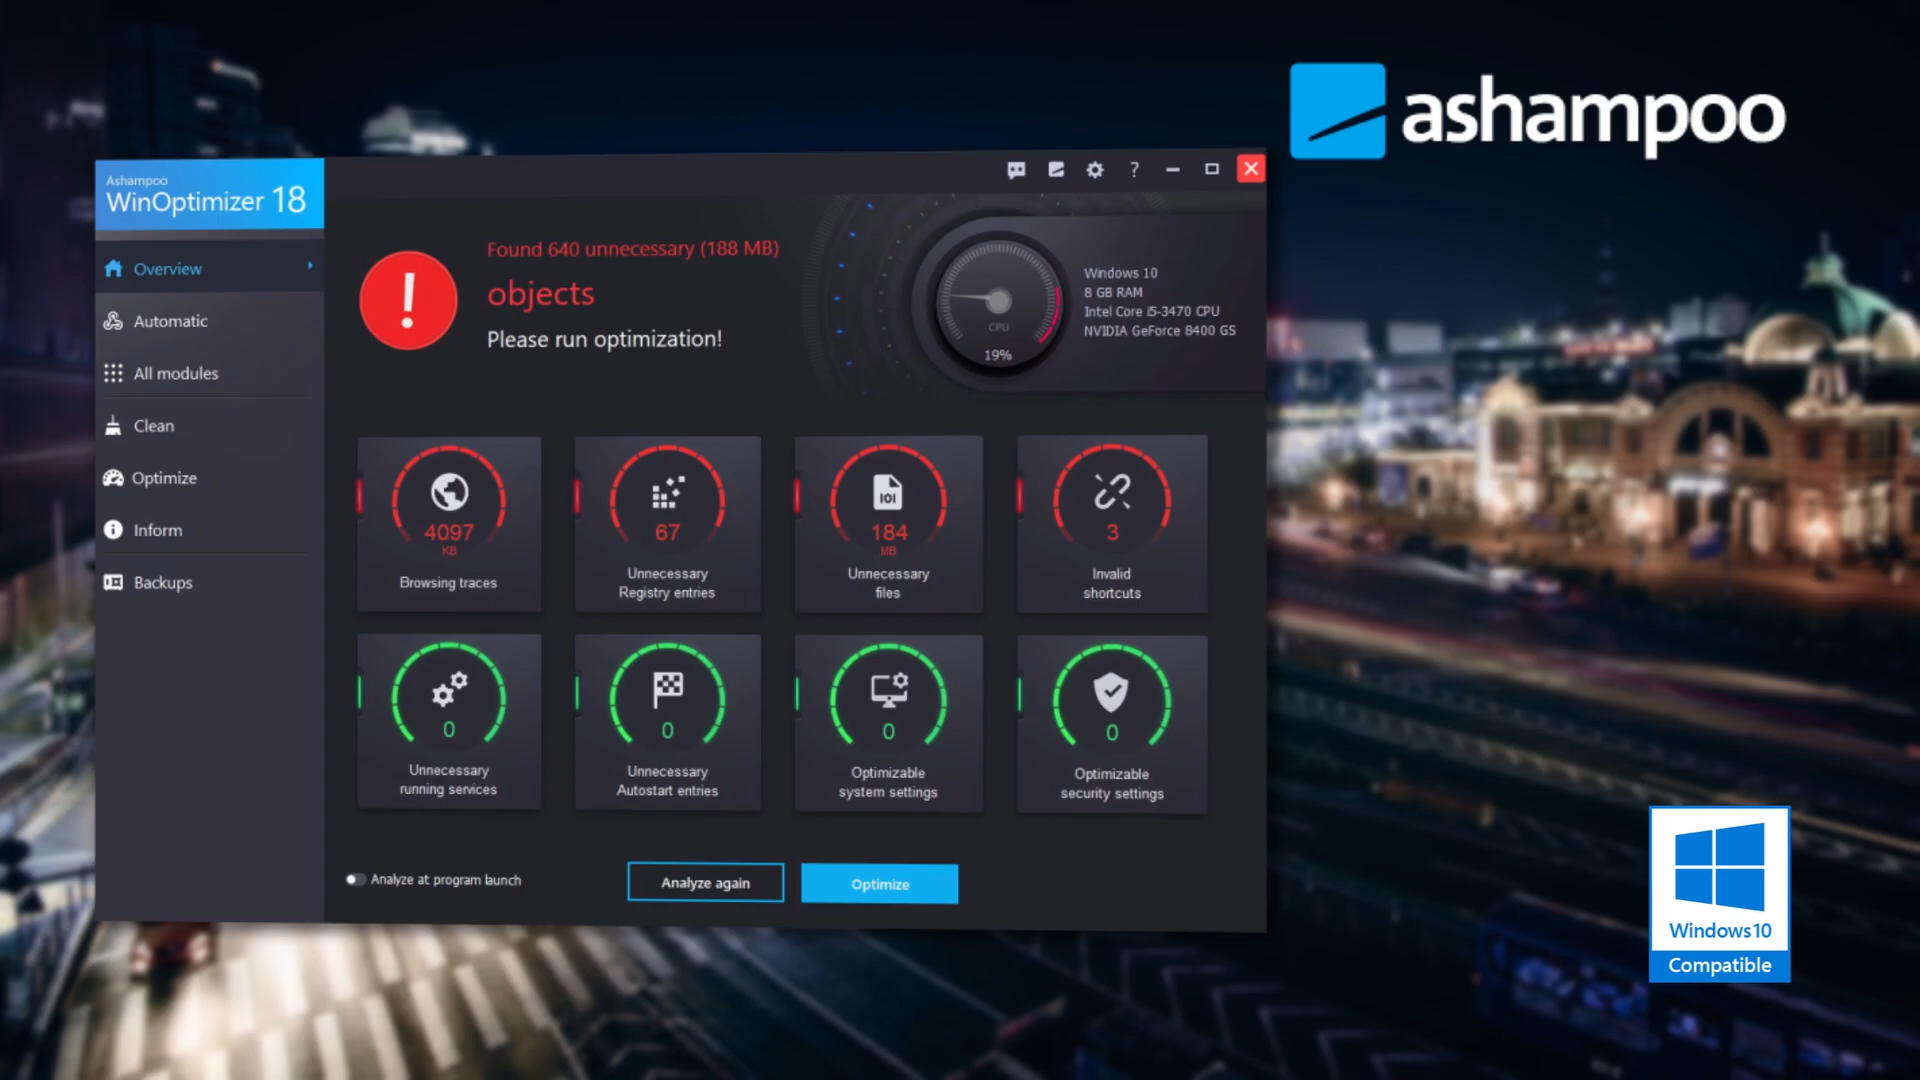 ashampoo
Ashampoo
WinOptimizer 18
?
Overview
Automatic
All modules
Clean
Optimize
Inform
Backups
Found 640 unnecessary (188 MB)
objects
Please run optimization!
CPU
19%
Windows 10
8 GB RAM
Intel Core i5-3470 CPU
NVIDIA GeForce 8400 GS
4097
KB
Browsing traces
67
Unnecessary
Registry entries
101
184
MB
Unnecessary
files
3
Invalid
shortcuts
0
Unnecessary
running services
0
Unnecessary
Autostart entries
0
Optimizable
system settings
0
Optimizable
security settings
Analyze at program launch
Analyze again
Optimize
Windows10
Compatible